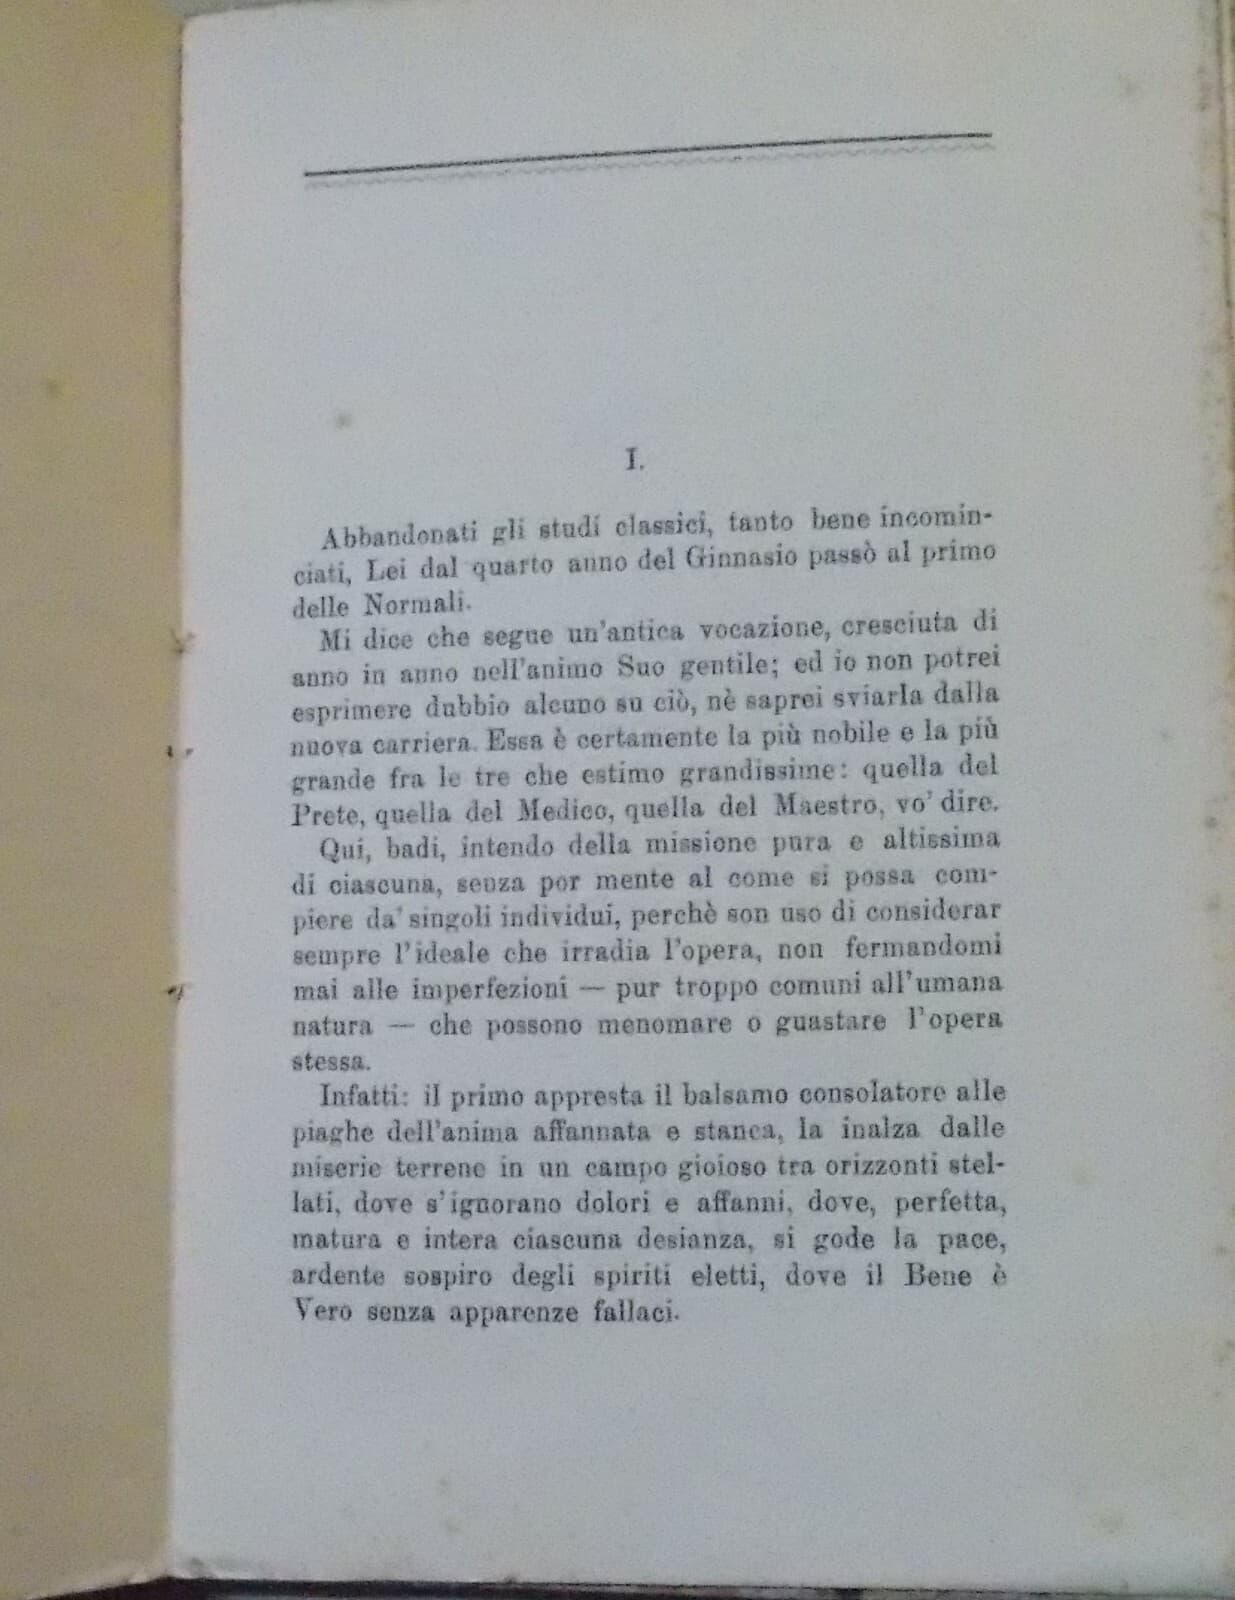 I.
Abbandonati gli studi classici, tanto bene incomin-
ciati, Lei dal quarto anno del Ginnasio passò al primo
delle Normali.
Mi dice che segue un'antica vocazione, cresciuta di
anno in anno nell'animo Suo gentile; ed io non potrei
esprimere dubbio alcuno su ciò, nè saprei sviarla dalla
nuova carriera. Essa è certamente la più nobile e la più
grande fra le tre che estimo grandissime: quella del
Prete, quella del Medico, quella del Maestro, vo' dire.
Qui, badi, intendo della missione pura e altissima
di ciascuna, senza por mente al come si possa com-
piere da' singoli individui, perchè son uso di considerar
sempre l'ideale che irradia l'opera, non fermandomi
mai alle imperfezioni — pur troppo comuni all'umana
natura — che possono menomare o guastare l'opera
stessa.
Infatti: il primo appresta il balsamo consolatore alle
piaghe dell'anima affannata e stanca, la inalza dalle
miserie terrene in un campo gioioso tra orizzonti stel-
lati, dove s'ignorano dolori e affanni, dove, perfetta,
matura e intera ciascuna desianza, si gode la pace,
ardente sospiro degli spiriti eletti, dove il Bene è
Vero senza apparenze fallaci.